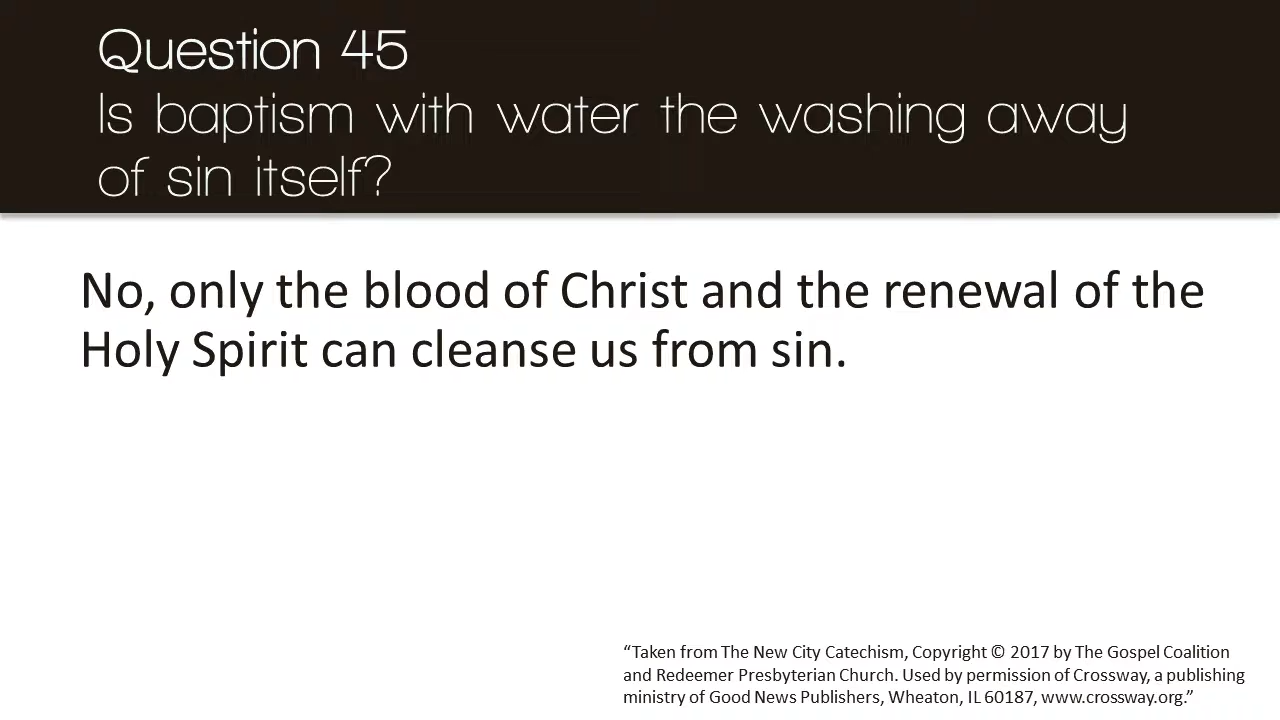 Question 45
Is baptism with water the washing away
of sin itself?
No, only the blood of Christ and the renewal of the
Holy Spirit can cleanse us from sin.
“Taken from The New City Catechism, Copyright © 2017 by The Gospel Coalition
and Redeemer Presbyterian Church. Used by permission of Crossway, a publishing
ministry of Good News Publishers, Wheaton, IL 60187, www.crossway.org.”